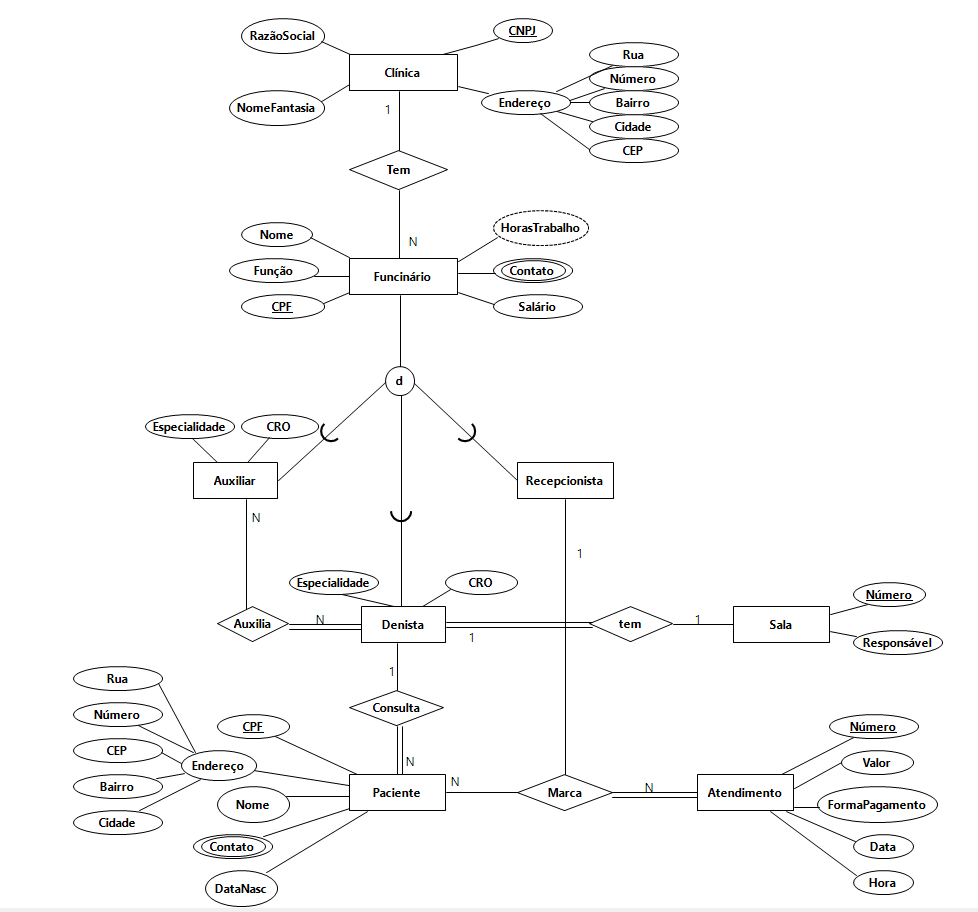 RazãoSocial
CNPJ
Clínica
NomeFantasia
Endereço
Rua
Número
Bairro
Cidade
CEP
1
Tem
N
Nome
Função
CPF
Funcinário
HorasTrabalho
Contato
Salário
d
Especialidade
CRO
Auxiliar
Recepcionista
N
1
Especialidade
CRO
Auxilia
N
Denista
1
tem
1
Sala
Número
Responsável
1
Consulta
N
Rua
Número
CEP
Bairro
Cidade
Endereço
CPF
Nome
Contato
DataNasc
Paciente
N
Marca
N
Atendimento
Número
Valor
FormaPagamento
Data
Hora